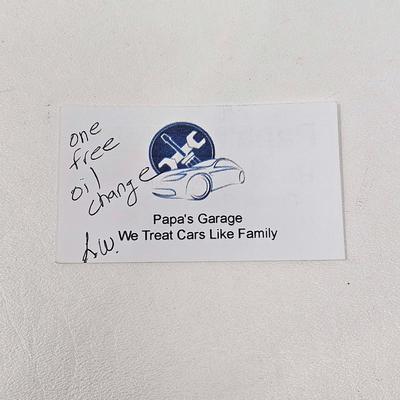 one
free
oil
change
L.W.
Papa's Garage
We Treat Cars Like Family